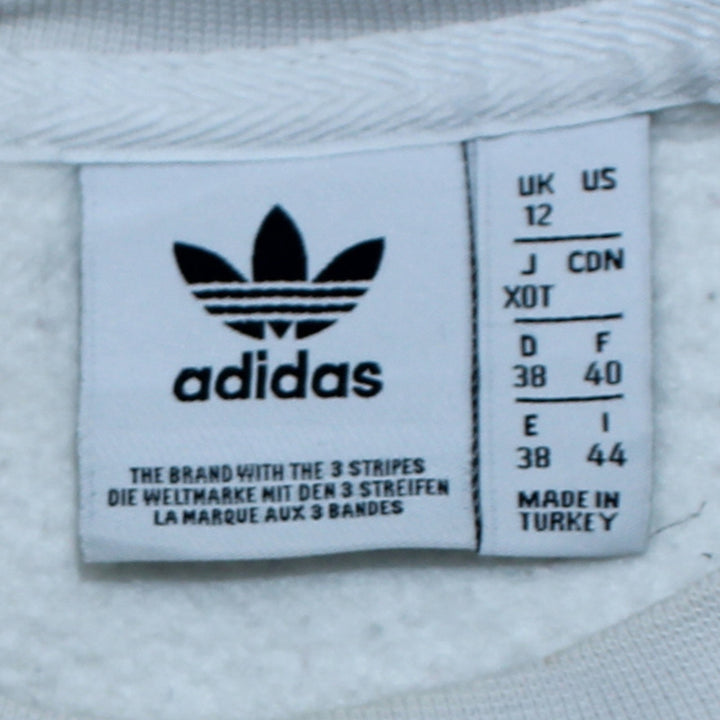 adidas
THE BRAND WITH THE 3 STRIPES
DIE WELTMARKE MIT DEN 3 STREIFEN
LA MARQUE AUX 3 BANDES
UK US
12
J CDN
XOT
D F
38 40
E I
38 44
MADE IN
TURKEY